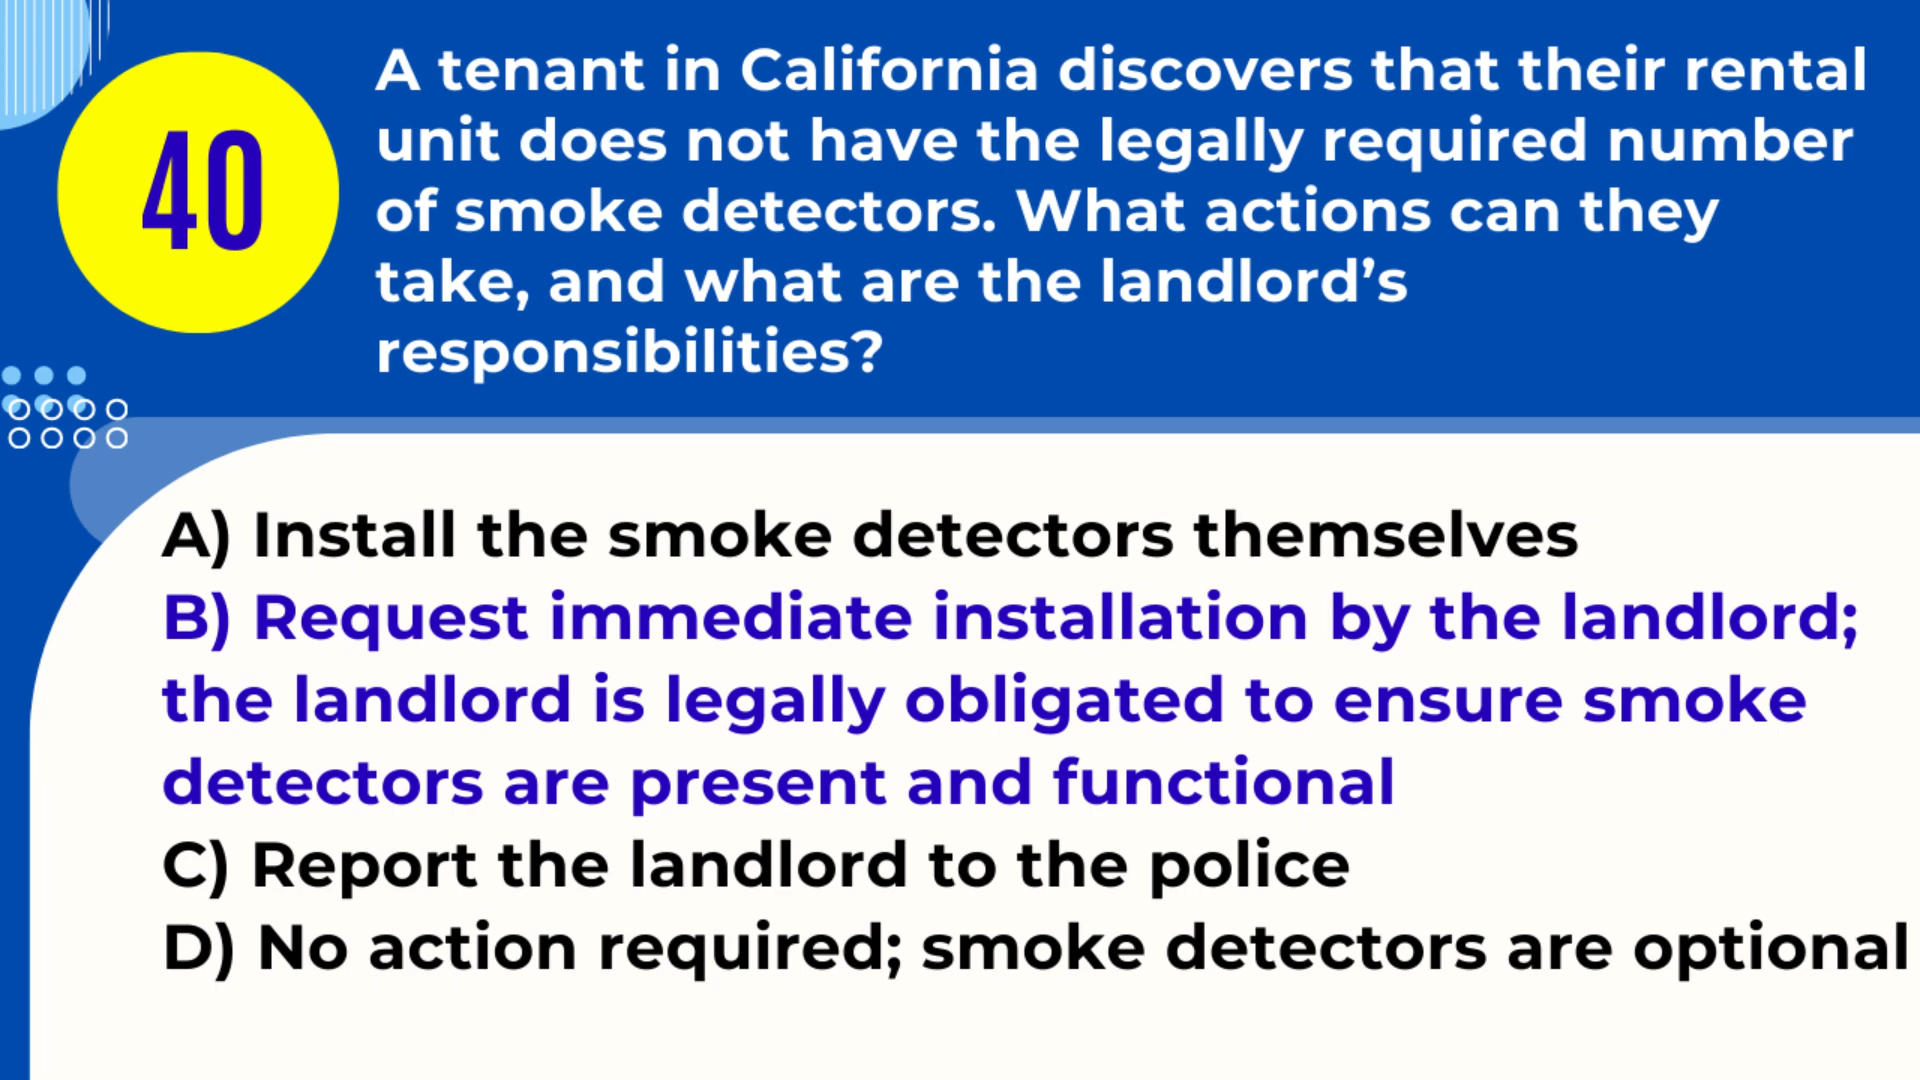 40
A tenant in California discovers that their rental
unit does not have the legally required number
of smoke detectors. What actions can they
take, and what are the landlord’s
responsibilities?
A) Install the smoke detectors themselves
B) Request immediate installation by the landlord;
the landlord is legally obligated to ensure smoke
detectors are present and functional
C) Report the landlord to the police
D) No action required; smoke detectors are optional